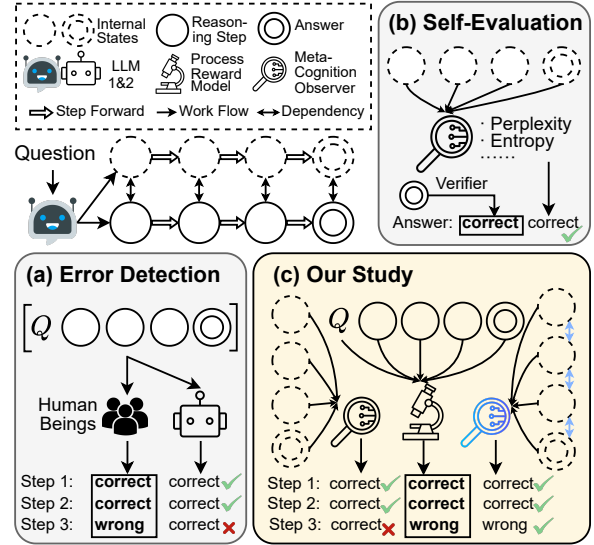 Internal States
Reason-ing Step
Answer
LLM 1&2
Process Reward Model
Meta-Cognition Observer
Step Forward
Work Flow
Dependency
Question
(b) Self-Evaluation
· Perplexity
· Entropy
......
Verifier
Answer: correct correct
(a) Error Detection
Q
Human Beings
Step 1: correct correct
Step 2: correct correct
Step 3: wrong correct
(c) Our Study
Q
Step 1: correct correct correct
Step 2: correct correct correct
Step 3: correct wrong wrong